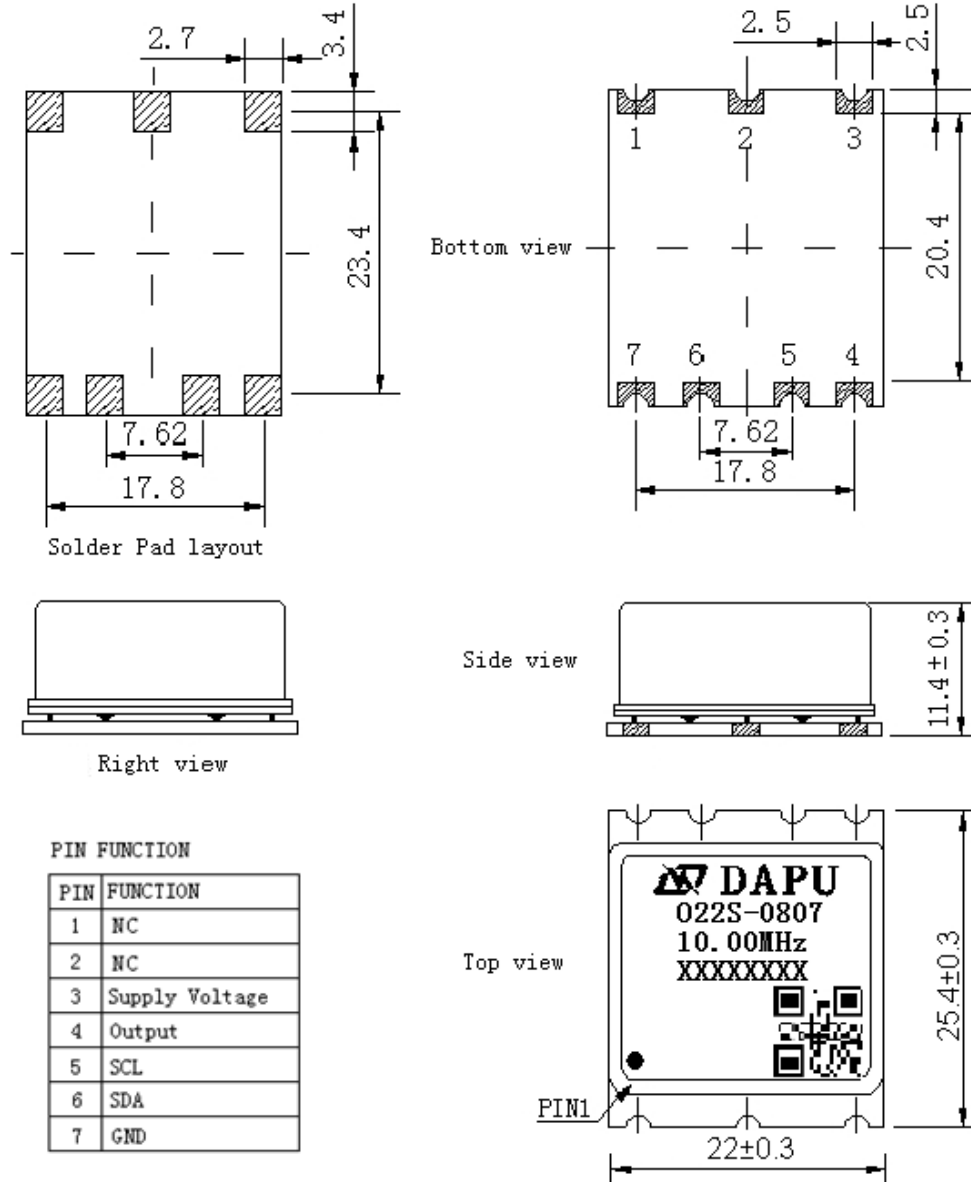 2.7
3.4
23.4
7.62
17.8
Solder Pad layout
2.5
2.5
1 2 3
Bottom view
20.4
7 6 5 4
7.62
17.8
Right view
Side view
11.4±0.3
PIN FUNCTION
PIN FUNCTION
1 NC
2 NC
3 Supply Voltage
4 Output
5 SCL
6 SDA
7 GND
Top view
DAPU
O22S-0807
10.00MHz
XXXXXXXX
PIN1
25.4±0.3
22±0.3